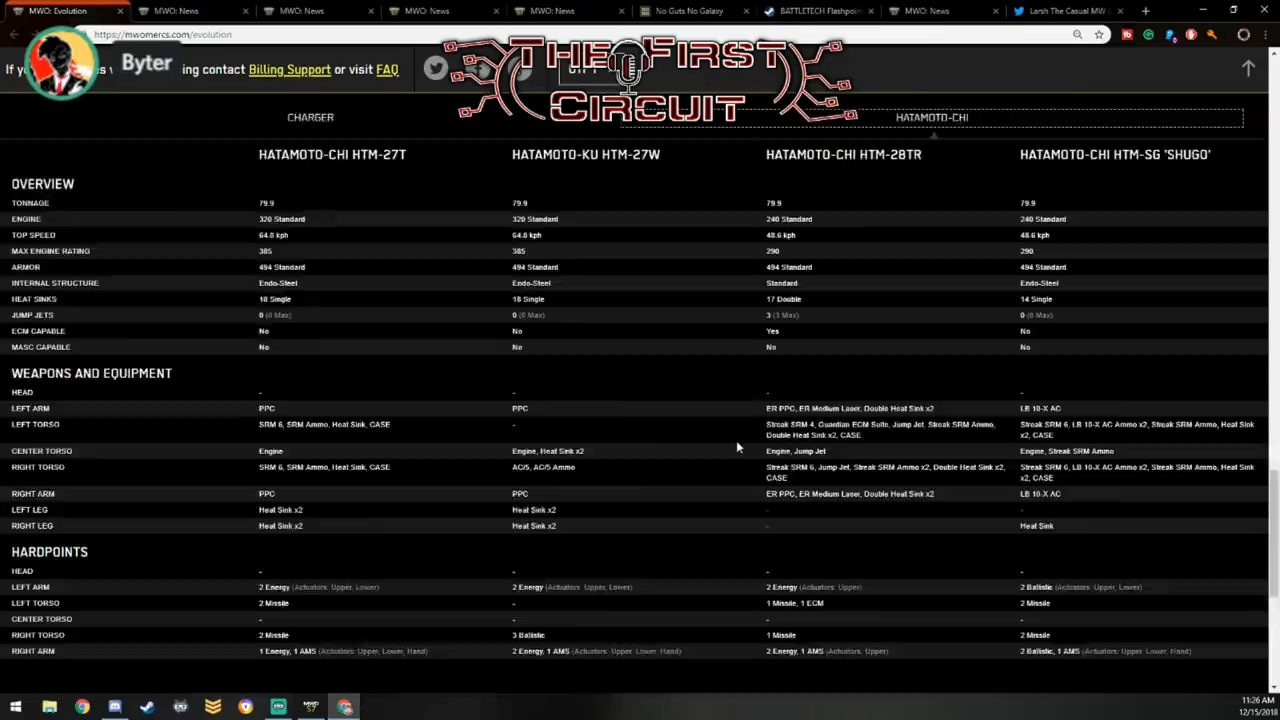 MWO: Evolution
MWO: News
MWO: News
MWO: News
MWO: News
No Guts No Galaxy
BATTLETECH Flashpoin
MWO: News
Larsh The Casual MW
https://mwomercs.com/evolution
If you
Byter
ing contact Billing Support or visit FAQ
THE FIRST
CIRCUIT
CHARGER
HATAMOTO-CHI
HATAMOTO-CHI HTM-27T
HATAMOTO-KU HTM-27W
HATAMOTO-CHI HTM-28TR
HATAMOTO-CHI HTM-SG 'SHUGO'
OVERVIEW
TONNAGE 79.9 79.9 79.9 79.9
ENGINE 320 Standard 320 Standard 240 Standard 240 Standard
TOP SPEED 64.8 kph 64.8 kph 48.6 kph 48.6 kph
MAX ENGINE RATING 385 385 290 290
ARMOR 494 Standard 494 Standard 494 Standard 494 Standard
INTERNAL STRUCTURE Endo-Steel Endo-Steel Standard Endo-Steel
HEAT SINKS 18 Single 18 Single 17 Double 14 Single
JUMP JETS 0 (0 Max) 0 (0 Max) 3 (3 Max) 0 (0 Max)
ECM CAPABLE No No Yes No
MASC CAPABLE No No No No
WEAPONS AND EQUIPMENT
HEAD - - - -
LEFT ARM PPC PPC ER PPC, ER Medium Laser, Double Heat Sink x2 LB 10-X AC
LEFT TORSO SRM 6, SRM Ammo, Heat Sink, CASE - Streak SRM 4, Guardian ECM Suite, Jump Jet, Streak SRM Ammo, Streak SRM 6, LB 10-X AC Ammo x2, Streak SRM Ammo, Heat Sink
Double Heat Sink x2, CASE x2, CASE
CENTER TORSO Engine Engine, Heat Sink x2 Engine, Jump Jet Engine, Streak SRM Ammo
RIGHT TORSO SRM 6, SRM Ammo, Heat Sink, CASE AC/5, AC/5 Ammo Streak SRM 6, Jump Jet, Streak SRM Ammo x2, Double Heat Sink x2, Streak SRM 6, LB 10-X AC Ammo x2, Streak SRM Ammo, Heat Sink
CASE x2, CASE
RIGHT ARM PPC PPC ER PPC, ER Medium Laser, Double Heat Sink x2 LB 10-X AC
LEFT LEG Heat Sink x2 Heat Sink x2 - -
RIGHT LEG Heat Sink x2 Heat Sink x2 - Heat Sink
HARDPOINTS
HEAD - - - -
LEFT ARM 2 Energy (Actuators: Upper, Lower) 2 Energy (Actuators: Upper, Lower) 2 Energy (Actuators: Upper) 2 Ballistic (Actuators: Upper, Lower)
LEFT TORSO 2 Missile - 1 Missile, 1 ECM 2 Missile
CENTER TORSO - - - -
RIGHT TORSO 2 Missile 3 Ballistic 1 Missile 2 Missile
RIGHT ARM 1 Energy, 1 AMS (Actuators: Upper, Lower, Hand) 2 Energy, 1 AMS (Actuators: Upper, Lower, Hand) 2 Energy, 1 AMS (Actuators: Upper) 2 Ballistic, 1 AMS (Actuators: Upper, Lower, Hand)
11:26 AM
12/15/2018